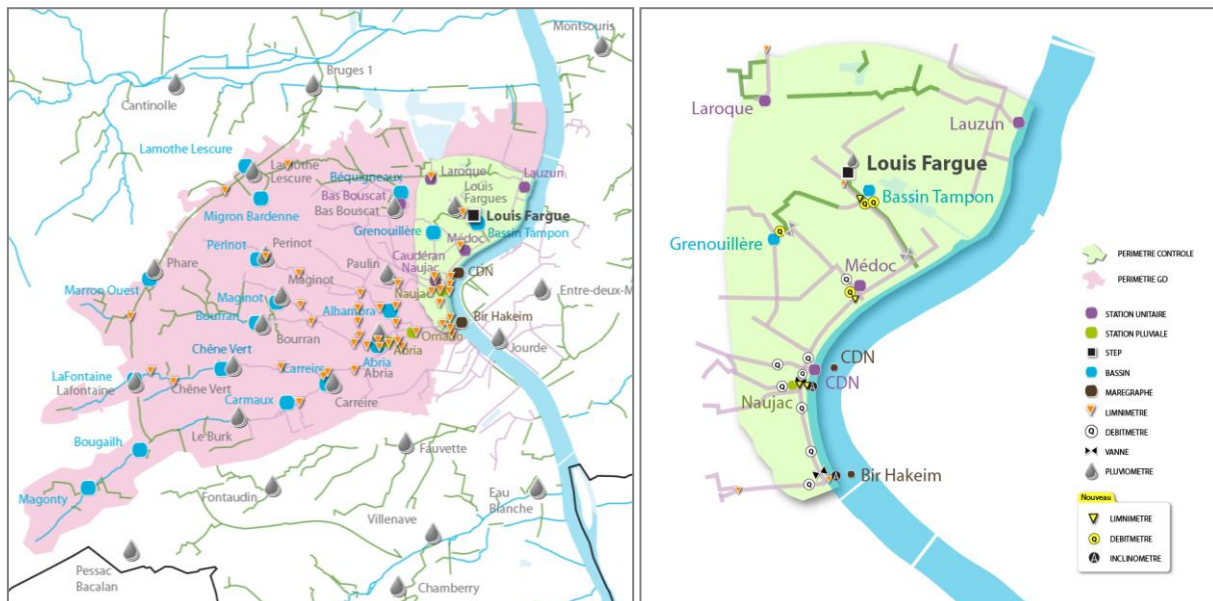 Montsouris
Bruges 1
Cantinolle
Lamothe Lescure
Lamothe
Lescure
Béquigneaux
Laroque
Lauzun
Bas Bouscat
Bas Bouscat
Louis
Fargues
Louis Fargue
Bassin Tampon
Migron Bardenne
Grenouillère
Médoc
Perinot
Perinot
Paulin
Caudéran
Naujac
CDN
Phare
Marron Ouest
Maginot
Maginot
Naujac
Entre-deux-M
Alhambra
Bourran
Bourran
Ornano
Bir Hakeim
Jourde
Chêne Vert
Abria
Abria
Abria
LaFontaine
Lafontaine
Chêne Vert
Carreire
Carreire
Carmaux
Le Burk
Bougailh
Fauvette
Magonty
Fontaudin
Eau
Blanche
Villenave
Pessac
Bacalan
Chamberry
Laroque
Lauzun
Louis Fargue
Bassin Tampon
Grenouillère
Médoc
CDN
CDN
Naujac
Bir Hakeim
PERIMETRE CONTROLE
PERIMETRE GD
STATION UNITAIRE
STATION PLUVIALE
STEP
BASSIN
MAREGRAPHE
LIMNIMETRE
Q DEBITMETRE
VANNE
PLUVIOMETRE
Nouveau
LIMNIMETRE
Q DEBITMETRE
A INCLINOMETRE